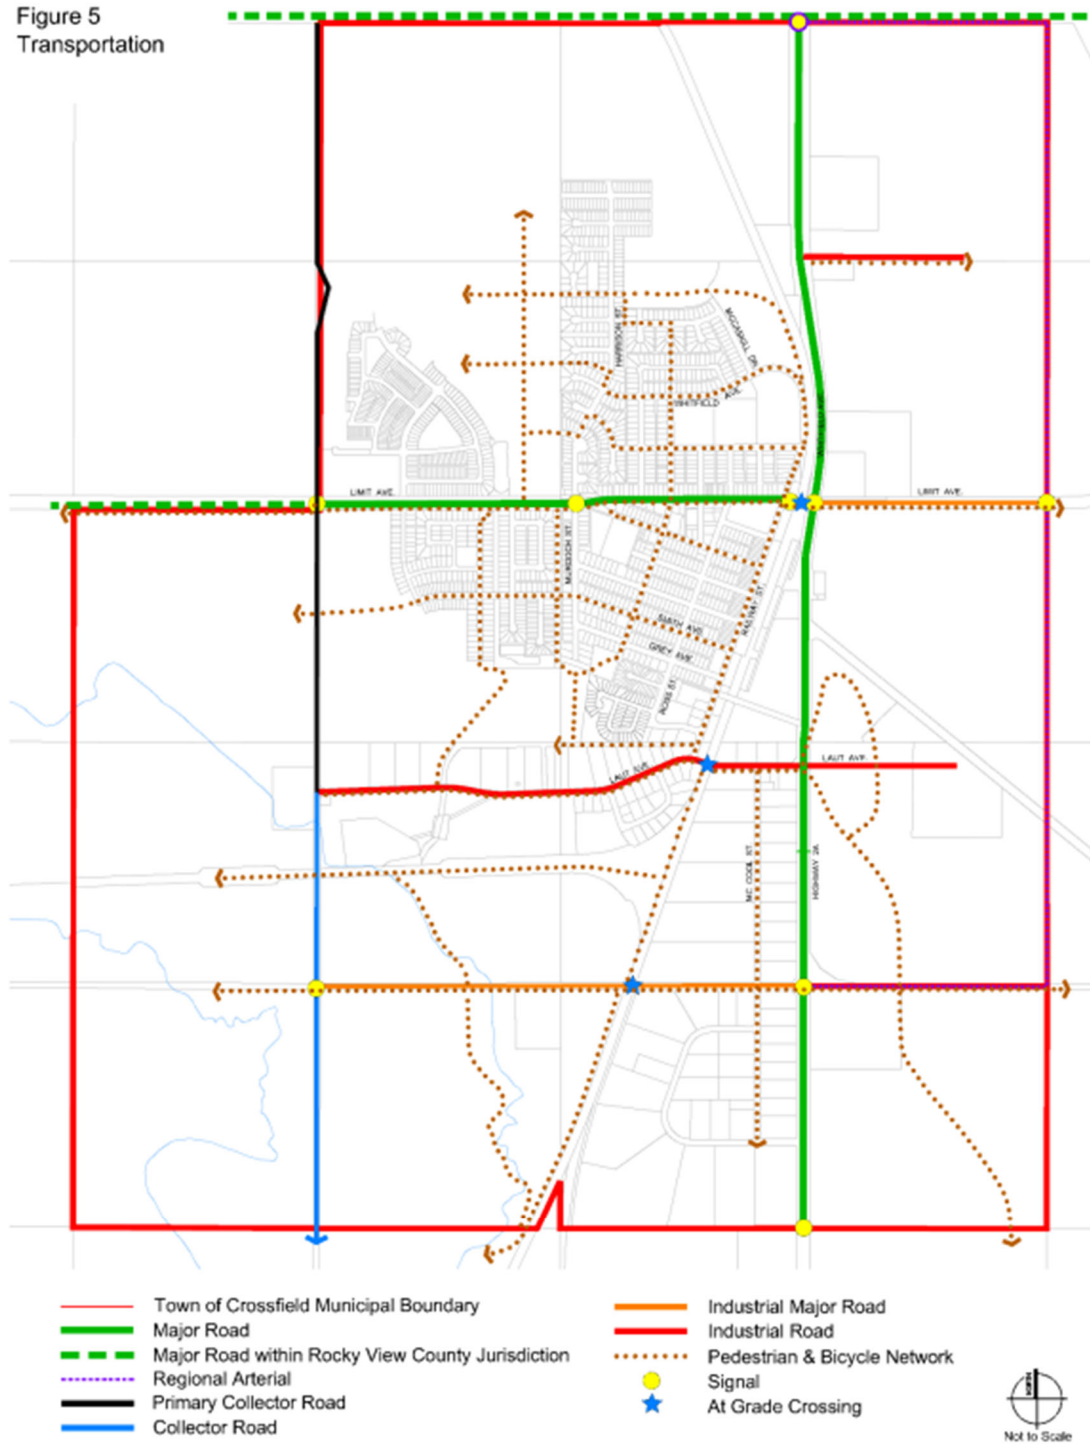 Figure 5
Transportation
HARRISON ST.
MCCASKILL DR.
WHITFIELD AVE.
LIMIT AVE.
LIMIT AVE.
MURDOCH ST.
RAILWAY ST.
SMITH AVE.
GREY AVE.
ROSS ST.
LAUT AVE.
LAUT AVE.
MC COOL ST.
HIGHWAY 2A
Town of Crossfield Municipal Boundary
Major Road
Major Road within Rocky View County Jurisdiction
Regional Arterial
Primary Collector Road
Collector Road
Industrial Major Road
Industrial Road
Pedestrian & Bicycle Network
Signal
At Grade Crossing
NORTH
Not to Scale